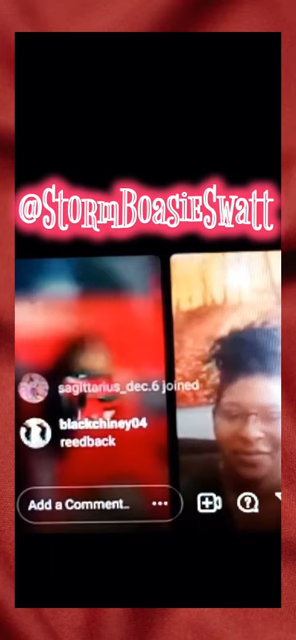 @StormBoasieSwatt
sagittarius_dec.6 joined
blackchiney04
reedback
Add a Comment..